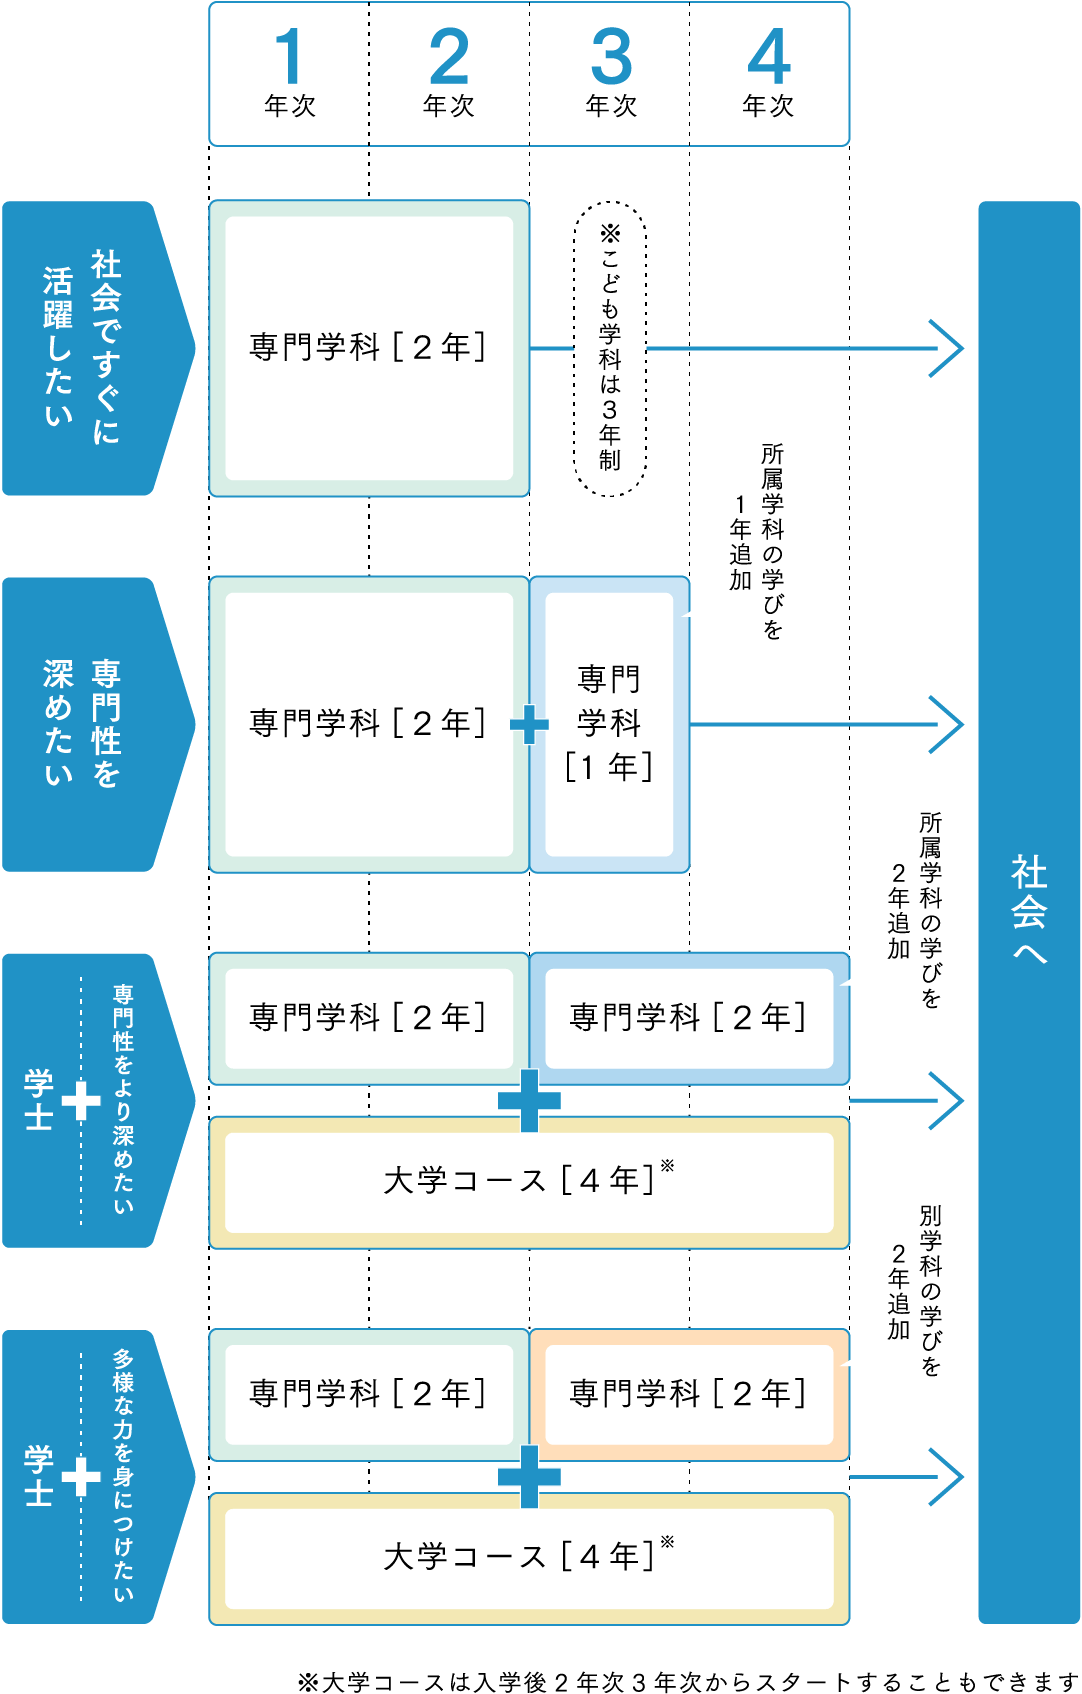 1
年次
2
年次
3
年次
4
年次
社会ですぐに
活躍したい
専門学科［2年］
※こども学科は3年制
専門性を
深めたい
専門学科［2年］
専門
学科
［1年］
所属学科の学びを
1年追加
専門性をより深めたい
学士
専門学科［2年］
専門学科［2年］
大学コース［4年］※
所属学科の学びを
2年追加
多様な力を身につけたい
学士
専門学科［2年］
専門学科［2年］
大学コース［4年］※
別学科の学びを
2年追加
社会へ
※大学コースは入学後2年次3年次からスタートすることもできます